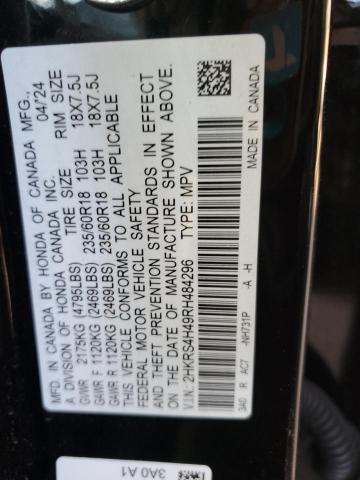 MFD. IN CANADA BY HONDA OF CANADA MFG.,
A DIVISION OF HONDA CANADA INC. 04/24
TIRE SIZE RIM SIZE
GVWR 2175KG (4795LBS)
GAWR F 1120KG (2469LBS) 235/60R18 103H 18X7.5J
GAWR R 1120KG (2469LBS) 235/60R18 103H 18X7.5J
THIS VEHICLE CONFORMS TO ALL APPLICABLE
FEDERAL MOTOR VEHICLE SAFETY
AND THEFT PREVENTION STANDARDS IN EFFECT
ON THE DATE OF MANUFACTURE SHOWN ABOVE.
V.I.N.: 2HKRS4H49RH484296 TYPE: MPV
3A0 R AC7 -NH731P -A -H MADE IN CANADA
3A0 A1